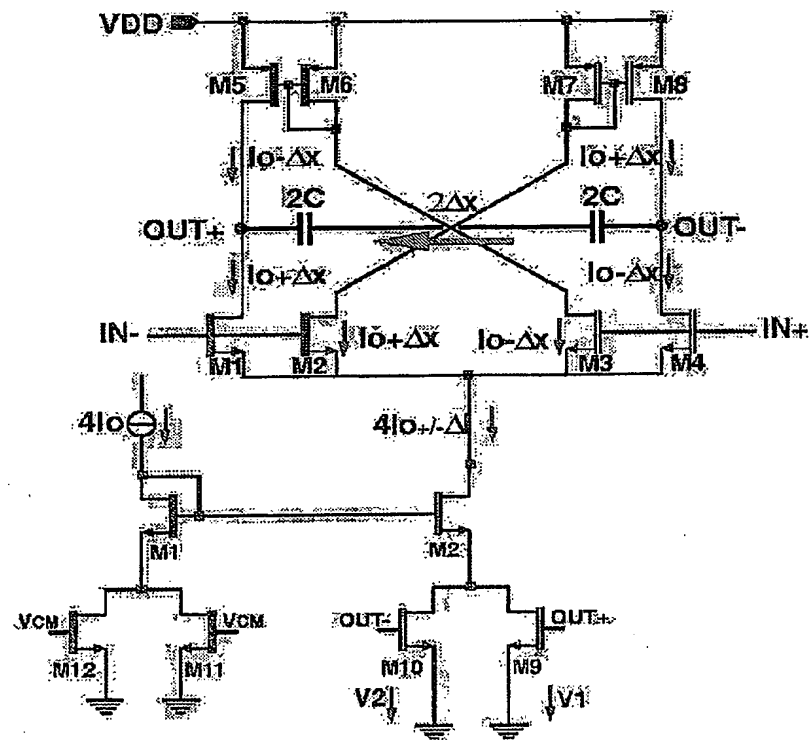 VDD
M5 M6 M7 M8
Io-Δx Io+Δx
2C 2Δx 2C
OUT+ OUT-
Io+Δx Io-Δx
IN- IN+
Io+Δx Io-Δx
M1 M2 M3 M4
4Io 4Io+/-Δ
M1 M2
VCM VCM OUT- OUT+
M12 M11 M10 M9
V2 V1